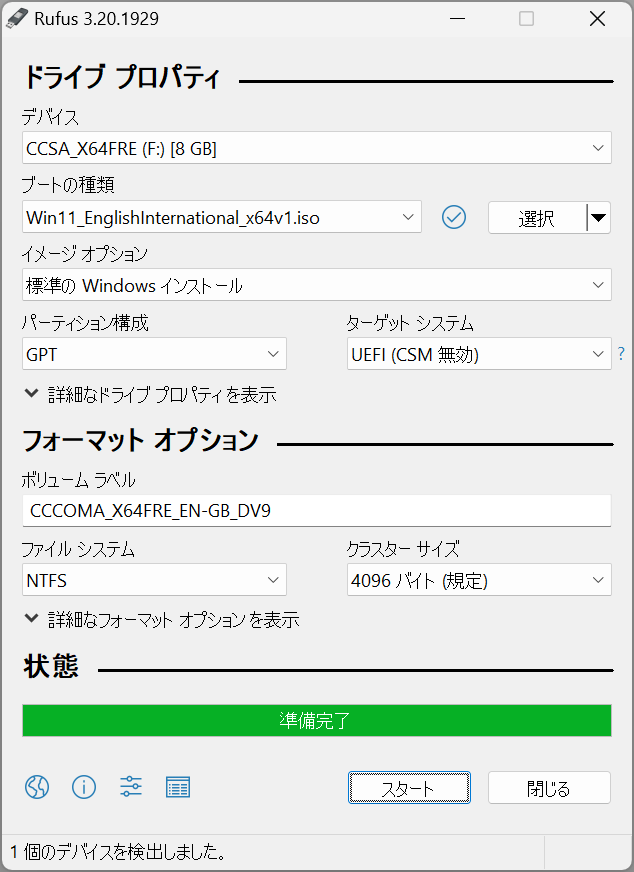 Rufus 3.20.1929
ドライブ プロパティ
デバイス
CCSA_X64FRE (F:) [8 GB]
ブートの種類
Win11_EnglishInternational_x64v1.iso
選択
イメージ オプション
標準の Windows インストール
パーティション構成 ターゲット システム
GPT UEFI (CSM 無効) ?
詳細なドライブ プロパティを表示
フォーマット オプション
ボリューム ラベル
CCCOMA_X64FRE_EN-GB_DV9
ファイル システム クラスター サイズ
NTFS 4096 バイト (規定)
詳細なフォーマット オプションを表示
状態
準備完了
スタート 閉じる
1 個のデバイスを検出しました。